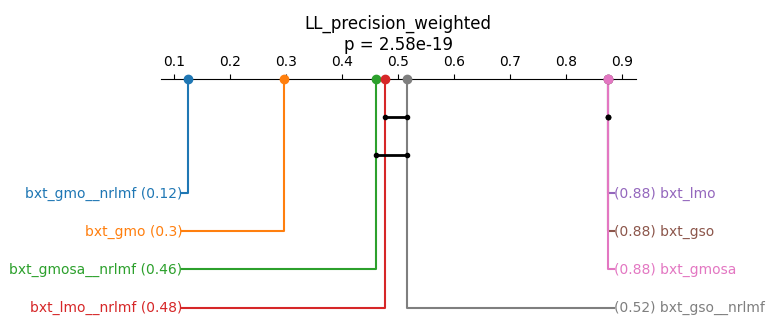 LL_precision_weighted
p = 2.58e-19
0.1 0.2 0.3 0.4 0.5 0.6 0.7 0.8 0.9
bxt_gmo__nrlmf (0.12) (0.88) bxt_lmo
bxt_gmo (0.3) (0.88) bxt_gso
bxt_gmosa__nrlmf (0.46) (0.88) bxt_gmosa
bxt_lmo__nrlmf (0.48) (0.52) bxt_gso__nrlmf